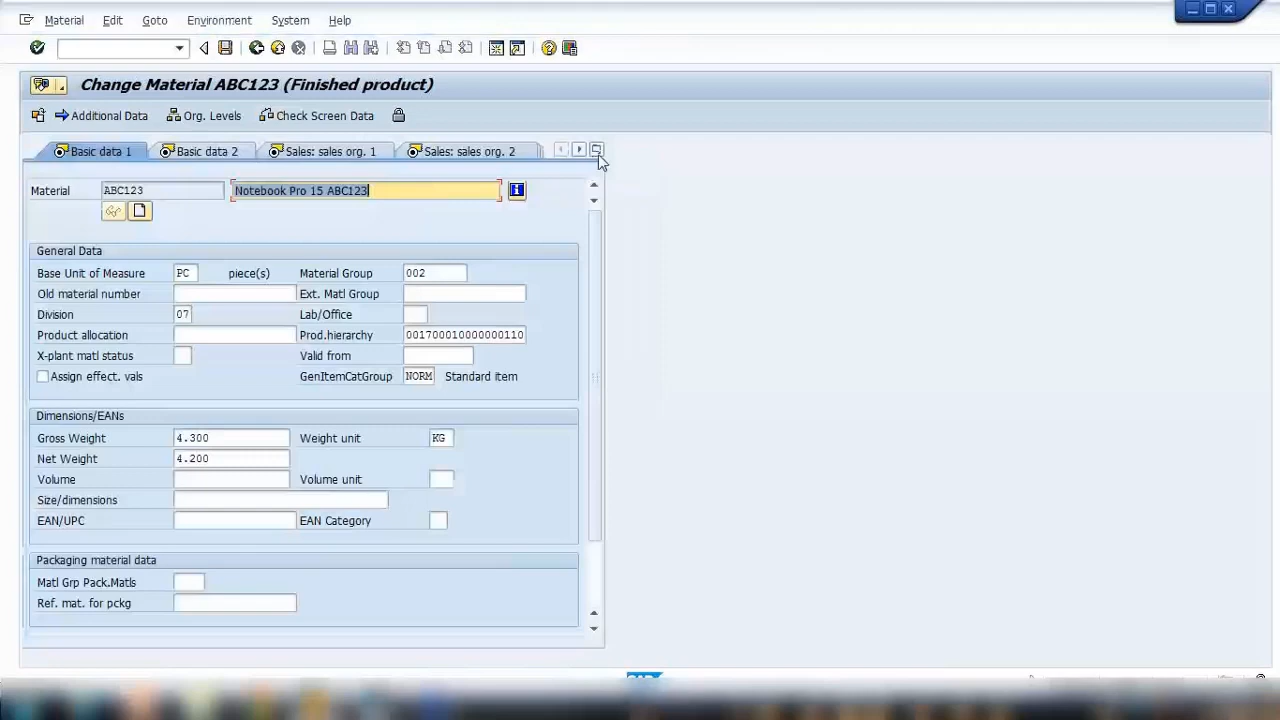 Material Edit Goto Environment System Help
Change Material ABC123 (Finished product)
Additional Data Org. Levels Check Screen Data
Basic data 1 Basic data 2 Sales: sales org. 1 Sales: sales org. 2
Material ABC123 Notebook Pro 15 ABC123
General Data
Base Unit of Measure PC piece(s) Material Group 002
Old material number Ext. Matl Group
Division 07 Lab/Office
Product allocation Prod.hierarchy 001700010000000110
X-plant matl status Valid from
Assign effect. vals GenItemCatGroup NORM Standard item
Dimensions/EANs
Gross Weight 4.300 Weight unit KG
Net Weight 4.200
Volume Volume unit
Size/dimensions
EAN/UPC EAN Category
Packaging material data
Matl Grp Pack.Matls
Ref. mat. for pckg
SAP